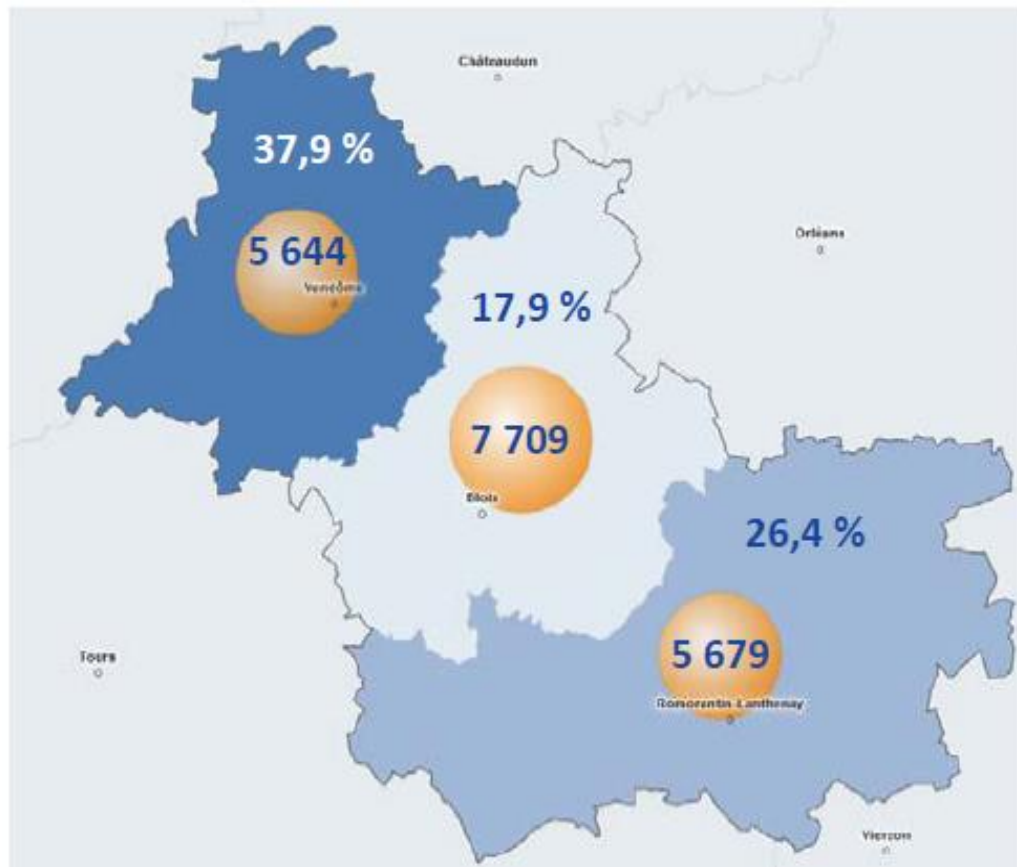 Châteaudun
37,9 %
Orléans
5 644
Vendôme
17,9 %
7 709
Blois
26,4 %
Tours
5 679
Romorantin-Lanthenay
Vierzon